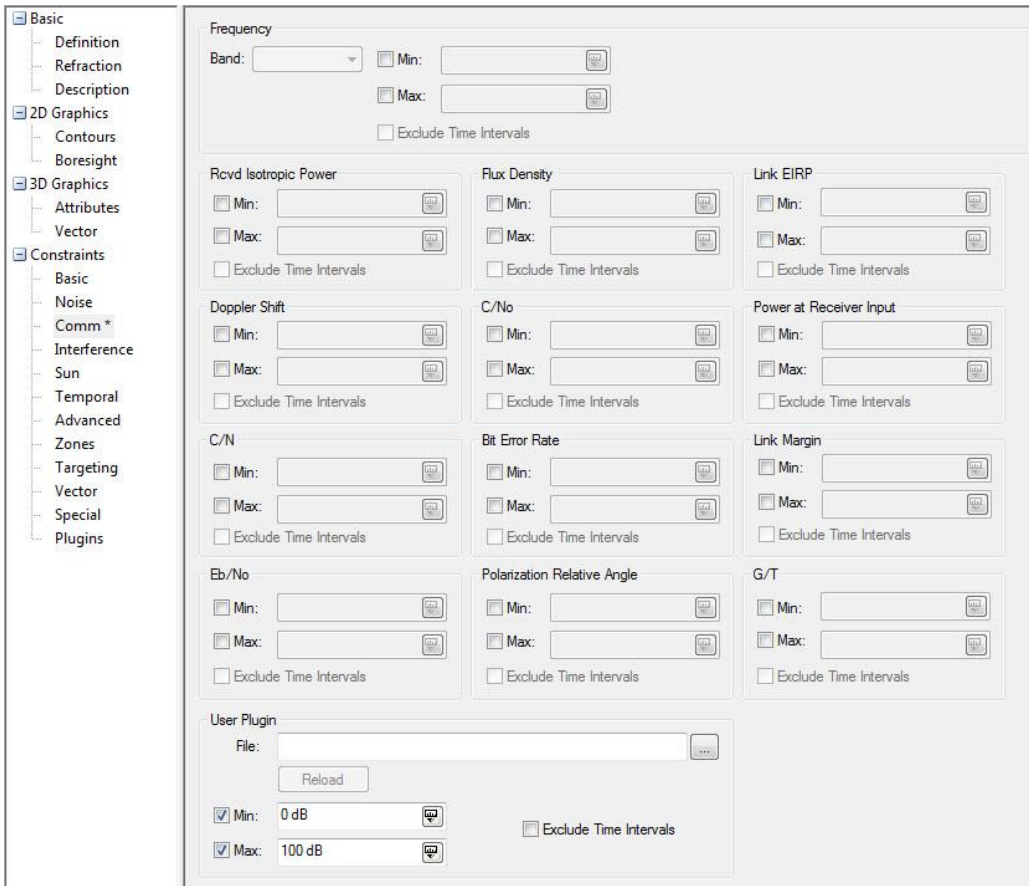 Basic
Definition
Refraction
Description
2D Graphics
Contours
Boresight
3D Graphics
Attributes
Vector
Constraints
Basic
Noise
Comm *
Interference
Sun
Temporal
Advanced
Zones
Targeting
Vector
Special
Plugins
Frequency
Band:
Min:
Max:
Exclude Time Intervals
Rcvd Isotropic Power
Min:
Max:
Exclude Time Intervals
Flux Density
Min:
Max:
Exclude Time Intervals
Link EIRP
Min:
Max:
Exclude Time Intervals
Doppler Shift
Min:
Max:
Exclude Time Intervals
C/No
Min:
Max:
Exclude Time Intervals
Power at Receiver Input
Min:
Max:
Exclude Time Intervals
C/N
Min:
Max:
Exclude Time Intervals
Bit Error Rate
Min:
Max:
Exclude Time Intervals
Link Margin
Min:
Max:
Exclude Time Intervals
Eb/No
Min:
Max:
Exclude Time Intervals
Polarization Relative Angle
Min:
Max:
Exclude Time Intervals
G/T
Min:
Max:
Exclude Time Intervals
User Plugin
File:
...
Reload
Min: 0 dB
Exclude Time Intervals
Max: 100 dB